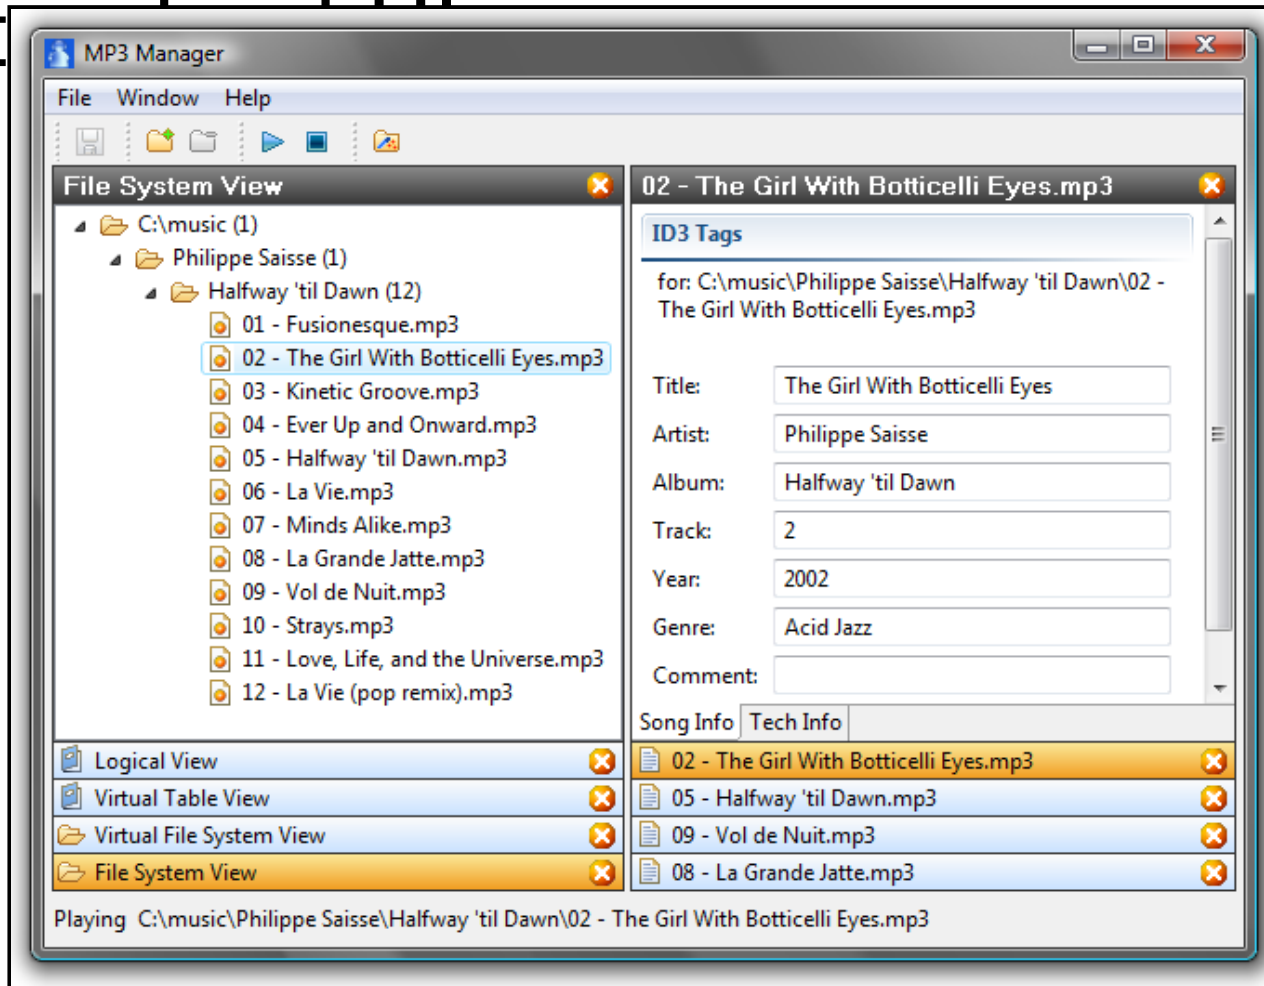 MP3 Manager
File Window Help
File System View
C:\music (1)
Philippe Saisse (1)
Halfway 'til Dawn (12)
01 - Fusionesque.mp3
02 - The Girl With Botticelli Eyes.mp3
03 - Kinetic Groove.mp3
04 - Ever Up and Onward.mp3
05 - Halfway 'til Dawn.mp3
06 - La Vie.mp3
07 - Minds Alike.mp3
08 - La Grande Jatte.mp3
09 - Vol de Nuit.mp3
10 - Strays.mp3
11 - Love, Life, and the Universe.mp3
12 - La Vie (pop remix).mp3
Logical View
Virtual Table View
Virtual File System View
File System View
02 - The Girl With Botticelli Eyes.mp3
ID3 Tags
for: C:\music\Philippe Saisse\Halfway 'til Dawn\02 -
The Girl With Botticelli Eyes.mp3
Title: The Girl With Botticelli Eyes
Artist: Philippe Saisse
Album: Halfway 'til Dawn
Track: 2
Year: 2002
Genre: Acid Jazz
Comment:
Song Info Tech Info
02 - The Girl With Botticelli Eyes.mp3
05 - Halfway 'til Dawn.mp3
09 - Vol de Nuit.mp3
08 - La Grande Jatte.mp3
Playing C:\music\Philippe Saisse\Halfway 'til Dawn\02 - The Girl With Botticelli Eyes.mp3